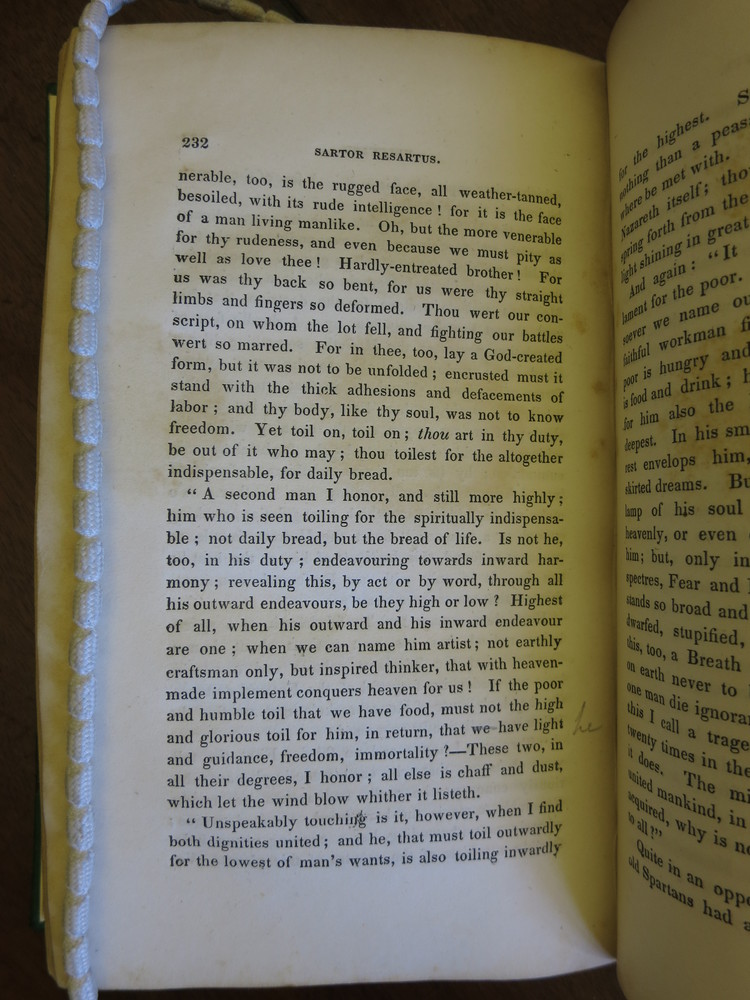 232
SARTOR RESARTUS.
nerable, too, is the rugged face, all weather-tanned,
besoiled, with its rude intelligence! for it is the face
of a man living manlike. Oh, but the more venerable
for thy rudeness, and even because we must pity as
well as love thee! Hardly-entreated brother! For
us was thy back so bent, for us were thy straight
limbs and fingers so deformed. Thou wert our con-
script, on whom the lot fell, and fighting our battles
wert so marred. For in thee, too, lay a God-created
form, but it was not to be unfolded; encrusted must it
stand with the thick adhesions and defacements of
labor; and thy body, like thy soul, was not to know
freedom. Yet toil on, toil on; thou art in thy duty,
be out of it who may; thou toilest for the altogether
indispensable, for daily bread.
"A second man I honor, and still more highly;
him who is seen toiling for the spiritually indispensa-
ble; not daily bread, but the bread of life. Is not he,
too, in his duty; endeavouring towards inward har-
mony; revealing this, by act or by word, through all
his outward endeavours, be they high or low? Highest
of all, when his outward and his inward endeavour
are one; when we can name him artist; not earthly
craftsman only, but inspired thinker, that with heaven-
made implement conquers heaven for us! If the poor
and humble toil that we have food, must not the high
and glorious toil for him, in return, that we have light he
and guidance, freedom, immortality?—These two, in
all their degrees, I honor; all else is chaff and dust,
which let the wind blow whither it listeth.
"Unspeakably touching is it, however, when I find
both dignities united; and he, that must toil outwardly
for the lowest of man's wants, is also toiling inwardly
S
for the highest.
nothing than a peas
where be met with.
Nazareth itself; tho
spring forth from the
light shining in great
And again: "It
lament for the poor.
soever we name ou
faithful workman fi
poor is hungry and
is food and drink; h
for him also the
deepest. In his sm
rest envelops him,
skirted dreams. Bu
lamp of his soul
heavenly, or even
him; but, only in
spectres, Fear and
stands so broad and
dwarfed, stupified,
this, too, a Breath
on earth never to
one man die ignora
this I call a trage
twenty times in the
it does. The mi
united mankind, in
acquired, why is no
to all?"
Quite in an oppo
old Spartans had a